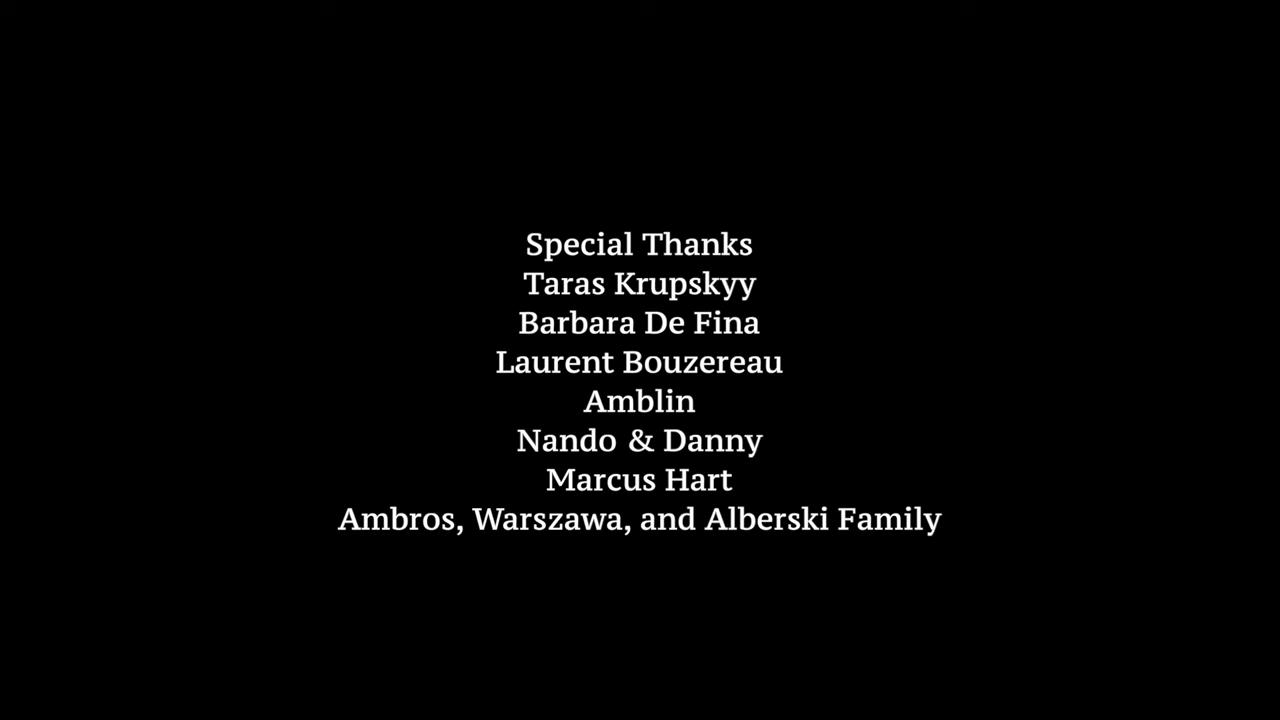 Special Thanks
Taras Krupskyy
Barbara De Fina
Laurent Bouzereau
Amblin
Nando & Danny
Marcus Hart
Ambros, Warszawa, and Alberski Family